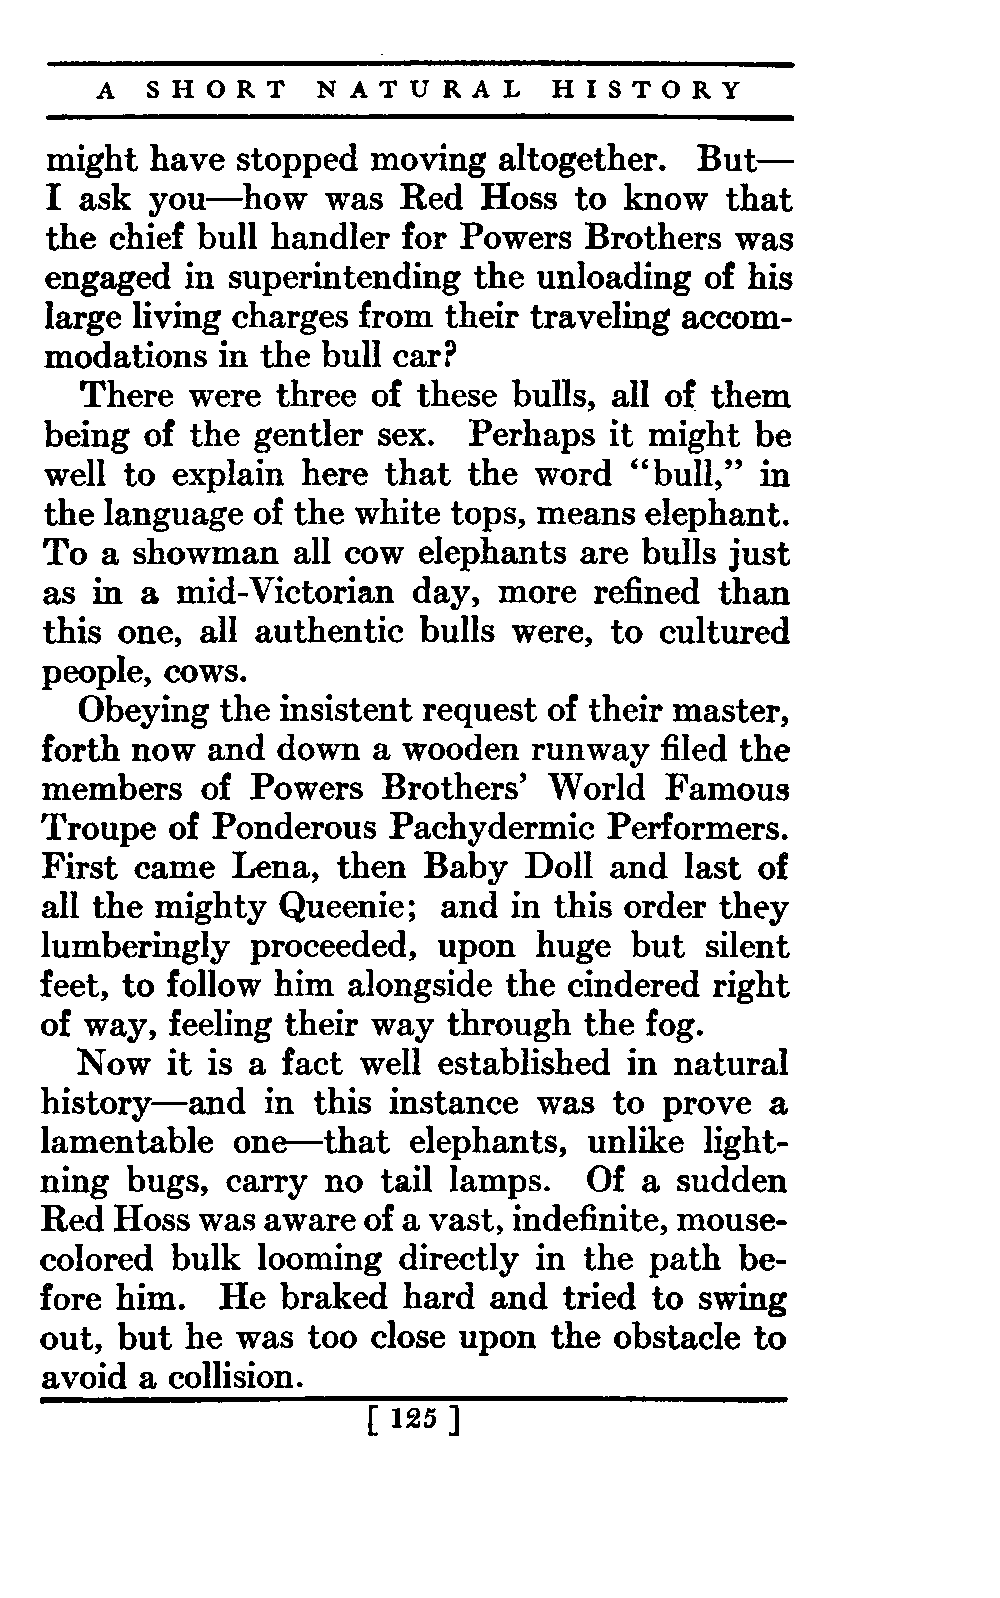 A SHORT NATURAL HISTORY
might have stopped moving altogether. But—
I ask you—how was Red Hoss to know that
the chief bull handler for Powers Brothers was
engaged in superintending the unloading of his
large living charges from their traveling accom-
modations in the bull car?
There were three of these bulls, all of them
being of the gentler sex. Perhaps it might be
well to explain here that the word “bull,” in
the language of the white tops, means elephant.
To a showman all cow elephants are bulls just
as in a mid-Victorian day, more refined than
this one, all authentic bulls were, to cultured
people, cows.
Obeying the insistent request of their master,
forth now and down a wooden runway filed the
members of Powers Brothers’ World Famous
Troupe of Ponderous Pachydermic Performers.
First came Lena, then Baby Doll and last of
all the mighty Queenie; and in this order they
lumberingly proceeded, upon huge but silent
feet, to follow him alongside the cindered right
of way, feeling their way through the fog.
Now it is a fact well established in natural
history—and in this instance was to prove a
lamentable one—that elephants, unlike light-
ning bugs, carry no tail lamps. Of a sudden
Red Hoss was aware of a vast, indefinite, mouse-
colored bulk looming directly in the path be-
fore him. He braked hard and tried to swing
out, but he was too close upon the obstacle to
avoid a collision.
[ 125 ]